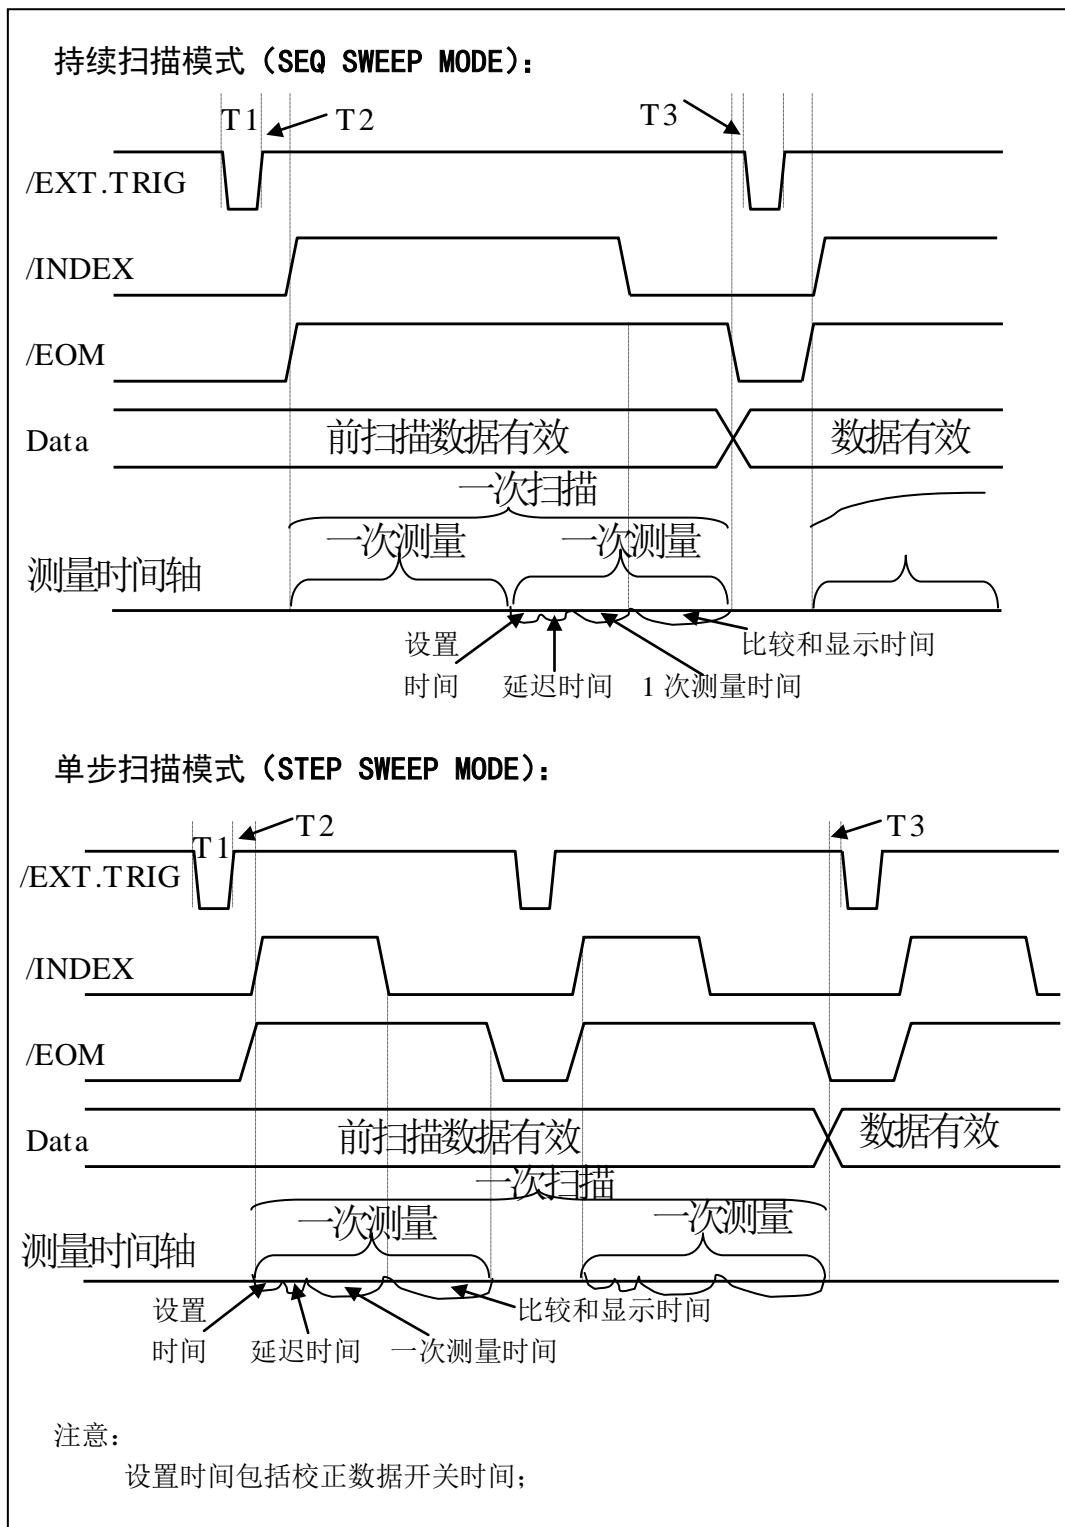 持续扫描模式（SEQ SWEEP MODE）：
T1 T2 T3
/EXT.TRIG
/INDEX
/EOM
Data 前扫描数据有效 数据有效
一次扫描
一次测量 一次测量
测量时间轴
设置时间 延迟时间 1次测量时间 比较和显示时间
单步扫描模式（STEP SWEEP MODE）：
T1 T2 T3
/EXT.TRIG
/INDEX
/EOM
Data 前扫描数据有效 数据有效
一次扫描
一次测量 一次测量
测量时间轴
设置时间 延迟时间 一次测量时间 比较和显示时间
注意：
设置时间包括校正数据开关时间；